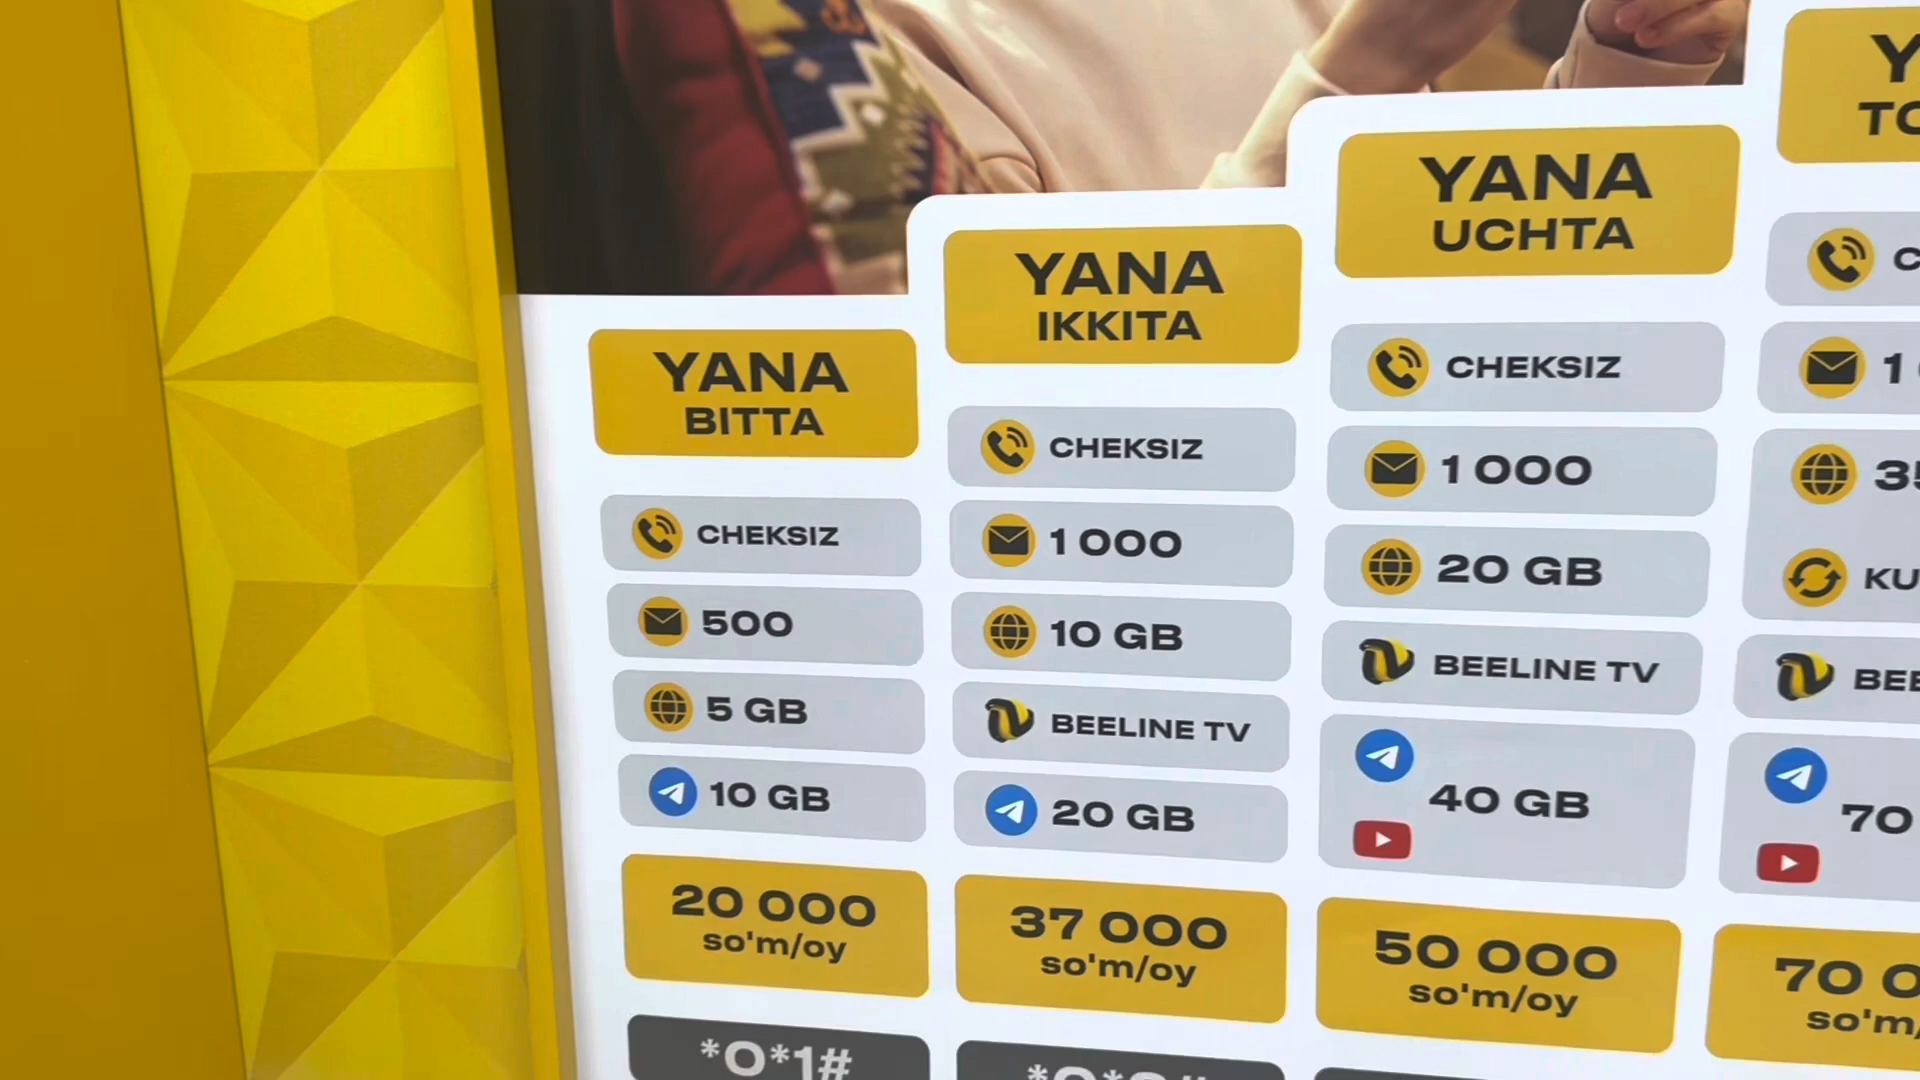 YANA
BITTA
CHEKSIZ
500
5 GB
10 GB
20 000
so'm/oy
*0*1#
YANA
IKKITA
CHEKSIZ
1 000
10 GB
BEELINE TV
20 GB
37 000
so'm/oy
YANA
UCHTA
CHEKSIZ
1 000
20 GB
BEELINE TV
40 GB
50 000
so'm/oy
70